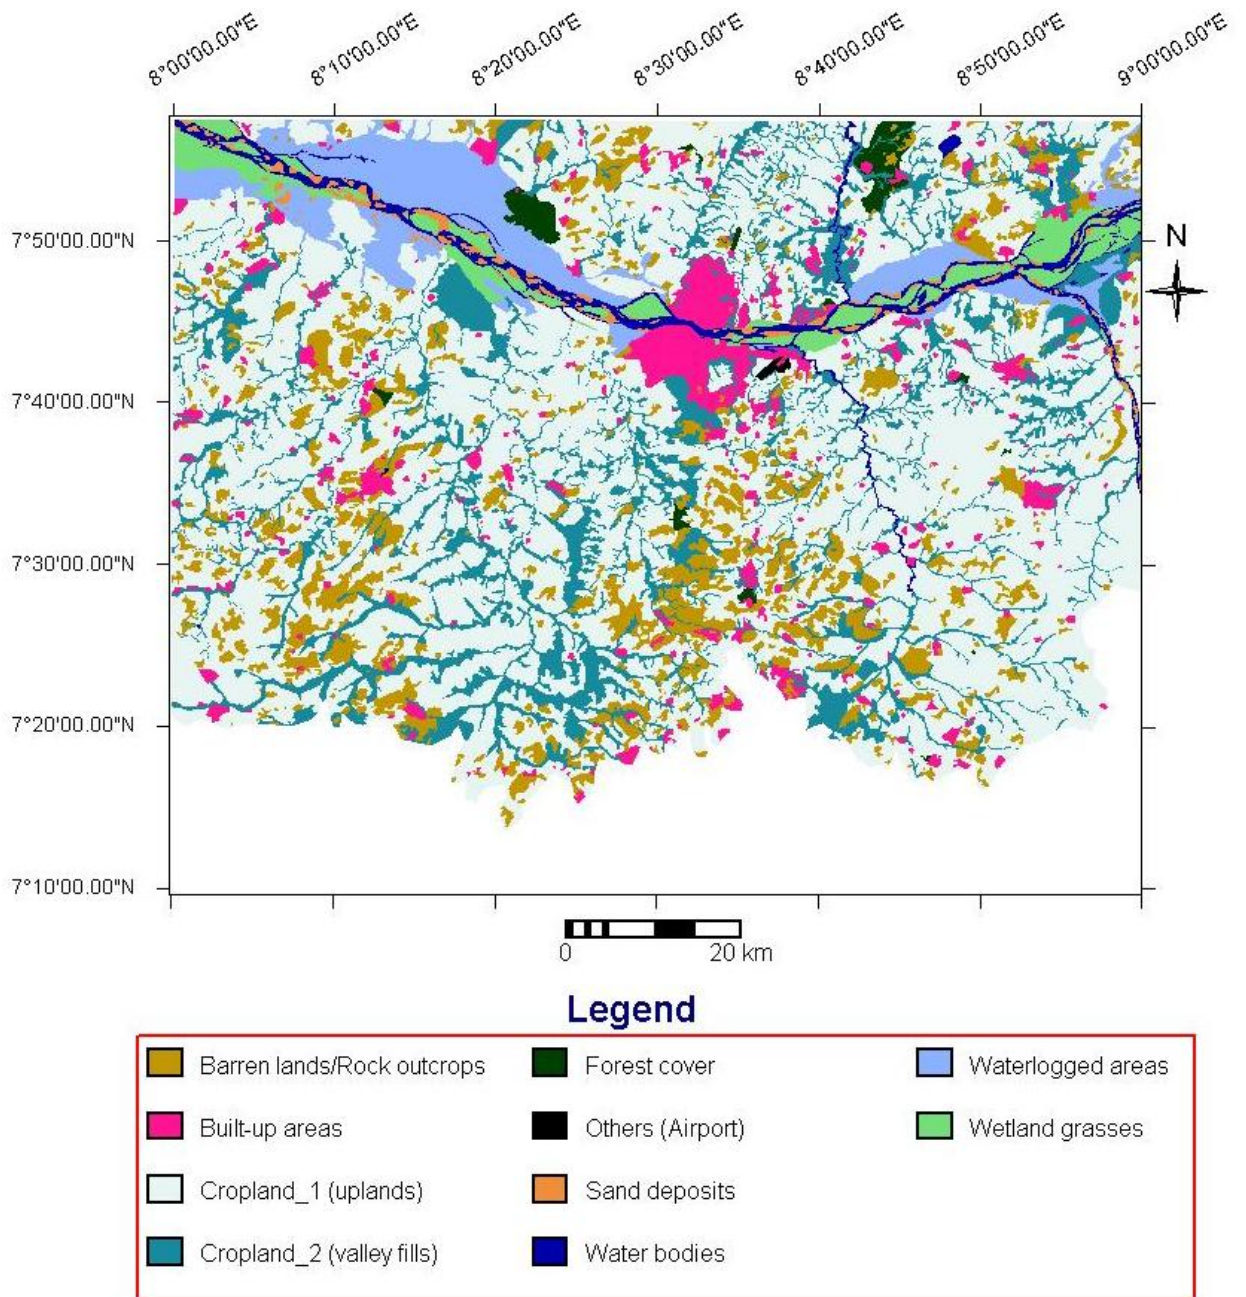 8°00'00.00"E 8°10'00.00"E 8°20'00.00"E 8°30'00.00"E 8°40'00.00"E 8°50'00.00"E 9°00'00.00"E
7°50'00.00"N
N
7°40'00.00"N
7°30'00.00"N
7°20'00.00"N
7°10'00.00"N
0 20 km
Legend
Barren lands/Rock outcrops Forest cover Waterlogged areas
Built-up areas Others (Airport) Wetland grasses
Cropland_1 (uplands) Sand deposits
Cropland_2 (valley fills) Water bodies